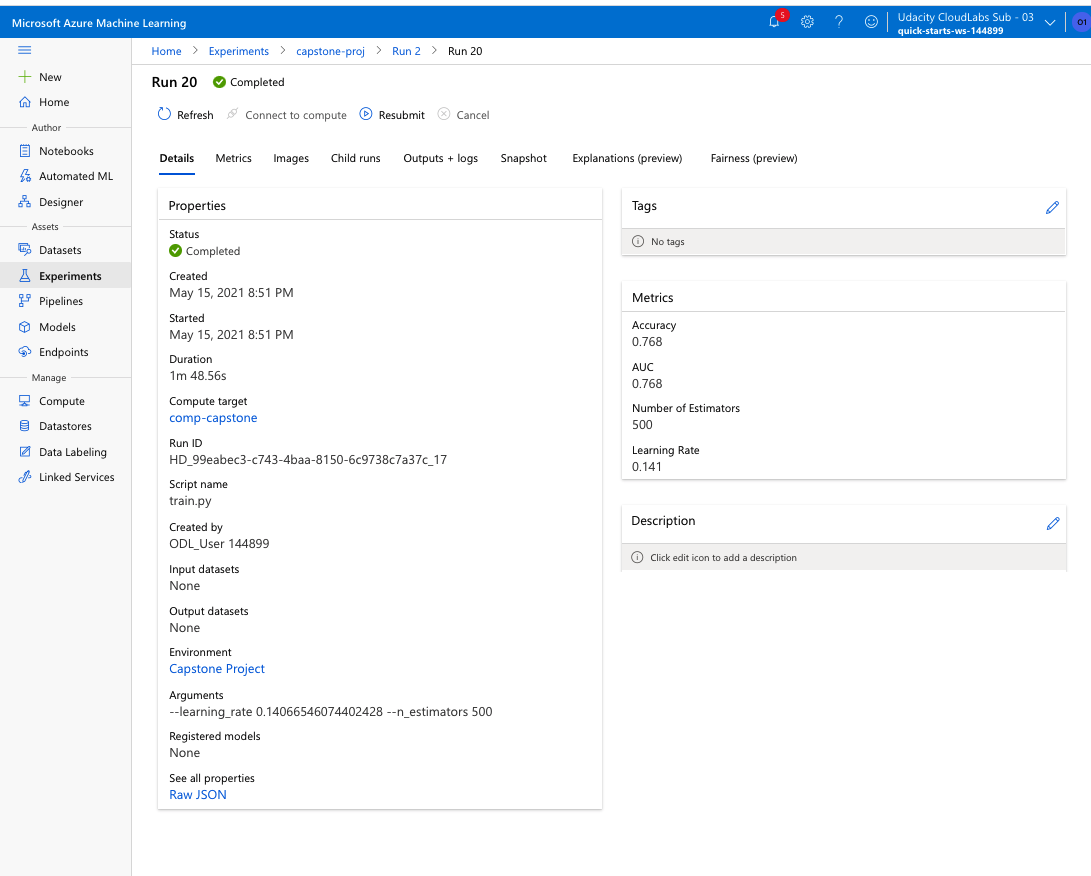 Microsoft Azure Machine Learning
5
Udacity CloudLabs Sub - 03
quick-starts-ws-144899
O1
Home > Experiments > capstone-proj > Run 2 > Run 20
New
Home
Author
Notebooks
Automated ML
Designer
Assets
Datasets
Experiments
Pipelines
Models
Endpoints
Manage
Compute
Datastores
Data Labeling
Linked Services
Run 20 Completed
Refresh Connect to compute Resubmit Cancel
Details Metrics Images Child runs Outputs + logs Snapshot Explanations (preview) Fairness (preview)
Properties
Status
Completed
Created
May 15, 2021 8:51 PM
Started
May 15, 2021 8:51 PM
Duration
1m 48.56s
Compute target
comp-capstone
Run ID
HD_99eabec3-c743-4baa-8150-6c9738c7a37c_17
Script name
train.py
Created by
ODL_User 144899
Input datasets
None
Output datasets
None
Environment
Capstone Project
Arguments
--learning_rate 0.14066546074402428 --n_estimators 500
Registered models
None
See all properties
Raw JSON
Tags
No tags
Metrics
Accuracy
0.768
AUC
0.768
Number of Estimators
500
Learning Rate
0.141
Description
Click edit icon to add a description